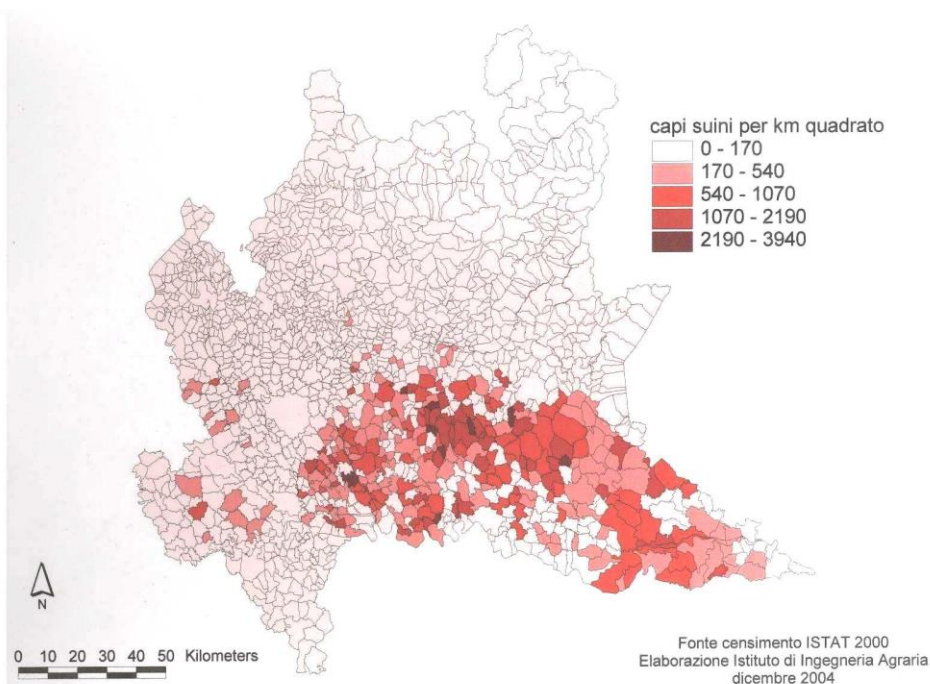 capi suini per km quadrato
0 - 170
170 - 540
540 - 1070
1070 - 2190
2190 - 3940
N
0 10 20 30 40 50 Kilometers
Fonte censimento ISTAT 2000
Elaborazione Istituto di Ingegneria Agraria
dicembre 2004